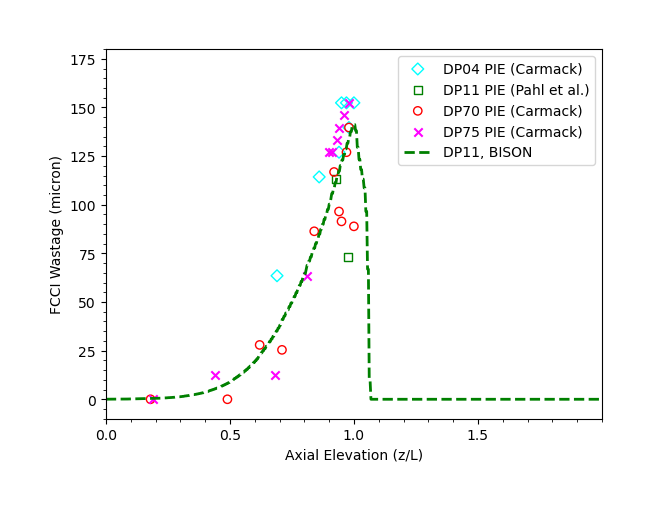 175
150
125
100
75
50
25
0
FCCI Wastage (micron)
DP04 PIE (Carmack)
DP11 PIE (Pahl et al.)
DP70 PIE (Carmack)
DP75 PIE (Carmack)
DP11, BISON
0.0 0.5 1.0 1.5
Axial Elevation (z/L)